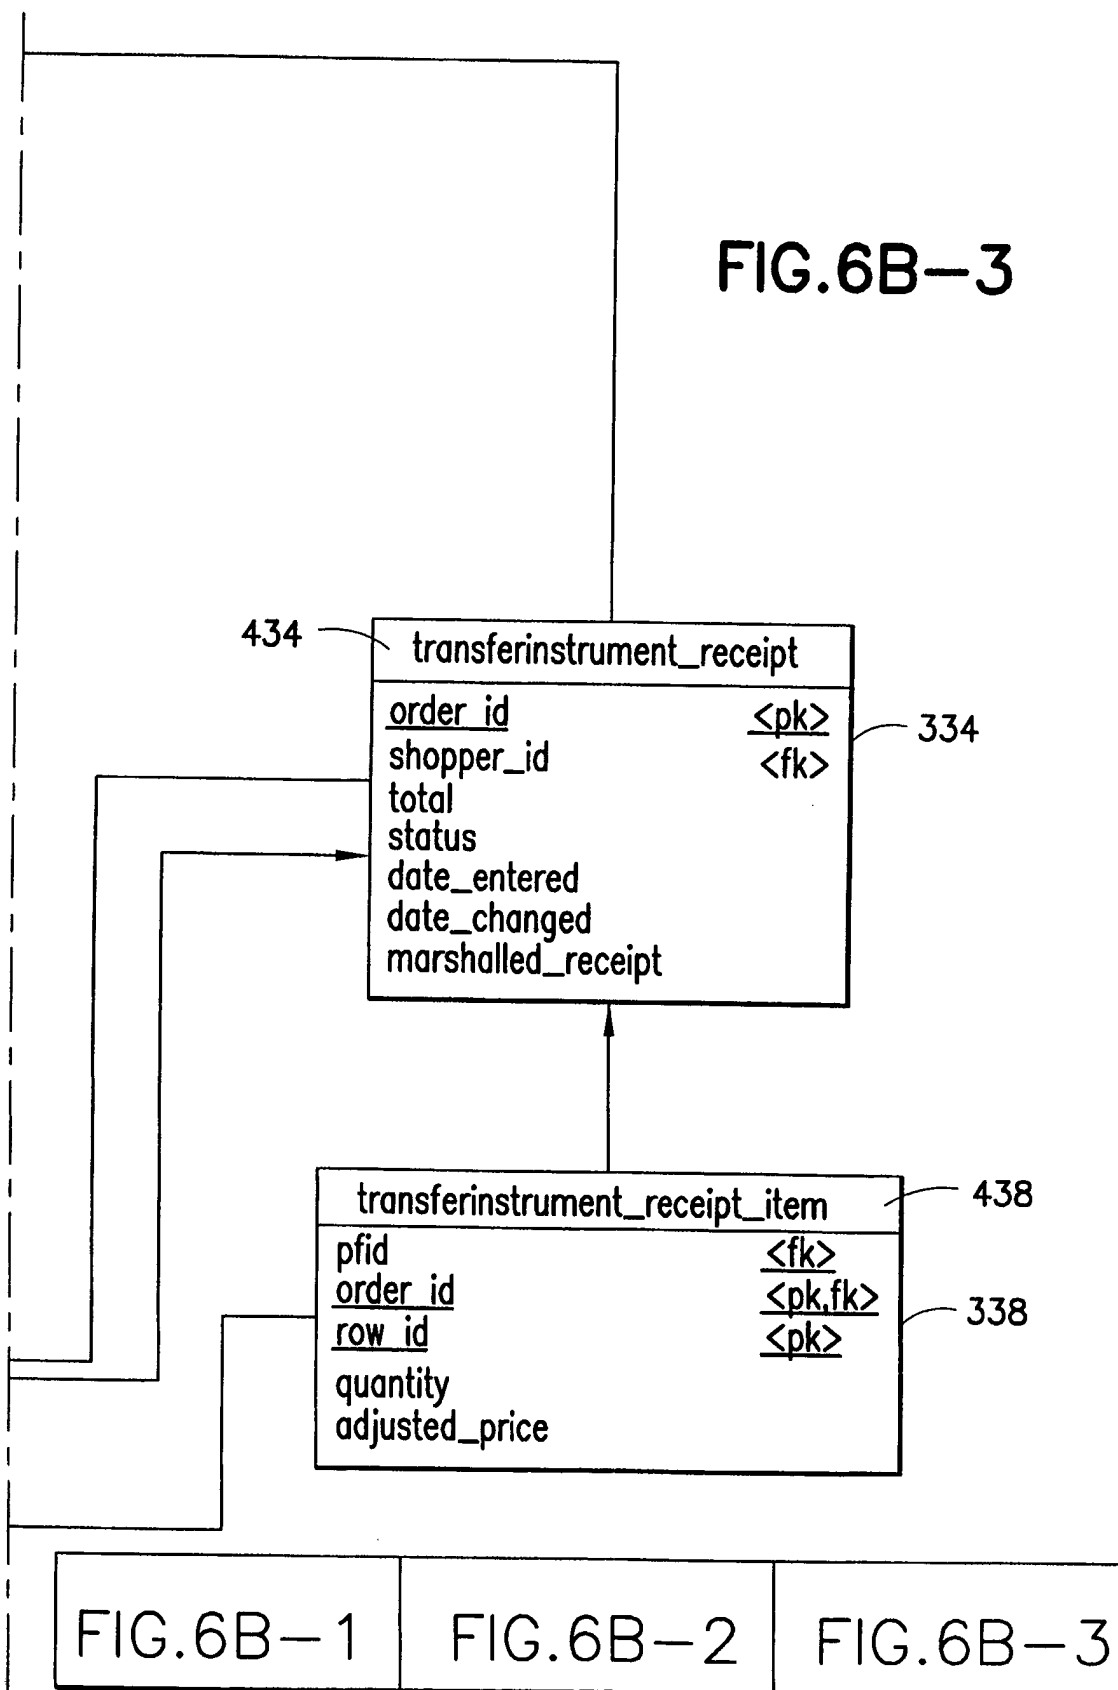 FIG.6B-3
434 transferinstrument_receipt
order_id <pk> 334
shopper_id <fk>
total
status
date_entered
date_changed
marshalled_receipt
transferinstrument_receipt_item 438
pfid <fk>
order_id <pk,fk> 338
row_id <pk>
quantity
adjusted_price
FIG.6B-1 FIG.6B-2 FIG.6B-3